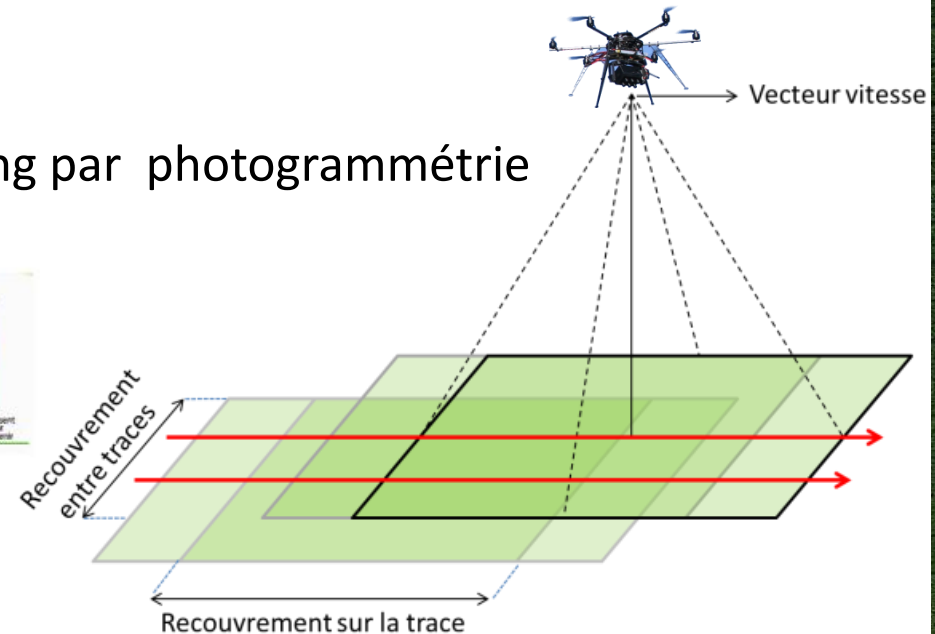 Vecteur vitesse
ng par photogrammétrie
Recouvrement
entre traces
Recouvrement sur la trace